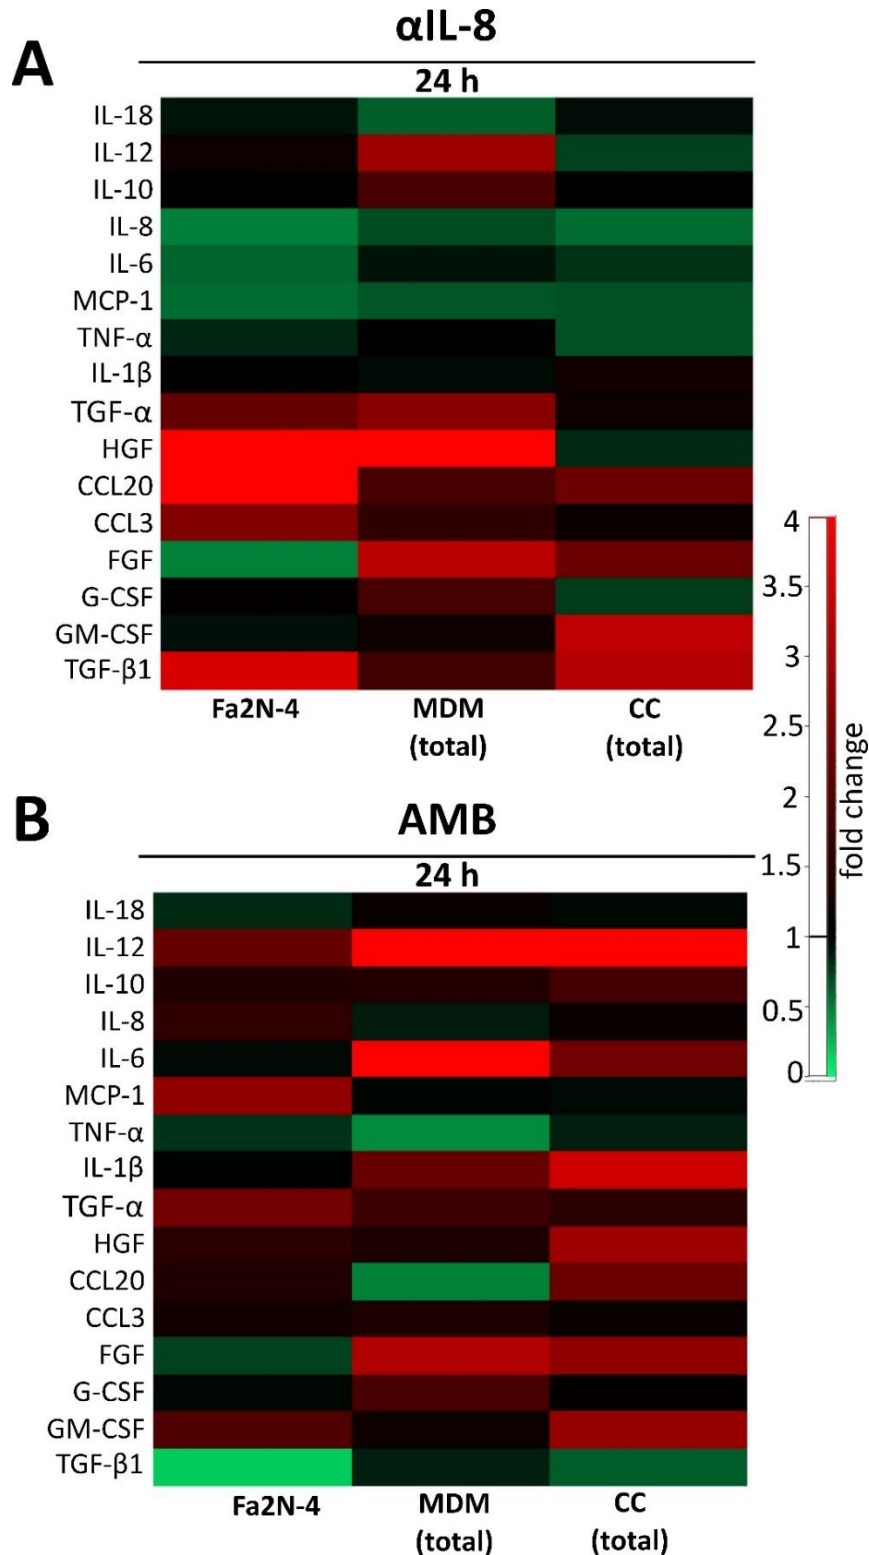 A
αIL-8
24 h
IL-18
IL-12
IL-10
IL-8
IL-6
MCP-1
TNF-α
IL-1β
TGF-α
HGF
CCL20
CCL3
FGF
G-CSF
GM-CSF
TGF-β1
Fa2N-4 MDM CC
(total) (total)
4
3.5
3
2.5
2
1.5
1
0.5
0
fold change
B
AMB
24 h
IL-18
IL-12
IL-10
IL-8
IL-6
MCP-1
TNF-α
IL-1β
TGF-α
HGF
CCL20
CCL3
FGF
G-CSF
GM-CSF
TGF-β1
Fa2N-4 MDM CC
(total) (total)